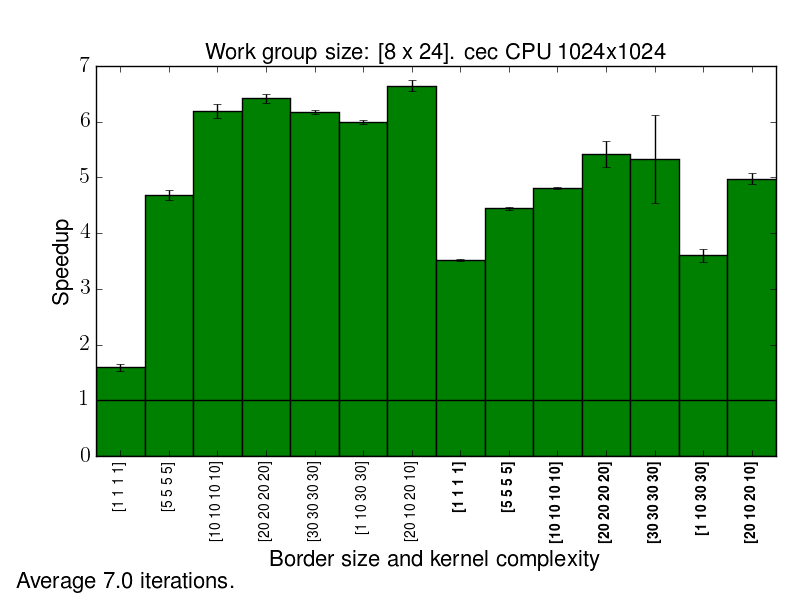 Work group size: [8 x 24]. cec CPU 1024x1024
7
6
5
4
3
2
1
0
Speedup
[1 1 1 1]
[5 5 5 5]
[10 10 10 10]
[20 20 20 20]
[30 30 30 30]
[1 10 30 30]
[20 10 20 10]
[1 1 1 1]
[5 5 5 5]
[10 10 10 10]
[20 20 20 20]
[30 30 30 30]
[1 10 30 30]
[20 10 20 10]
Border size and kernel complexity
Average 7.0 iterations.